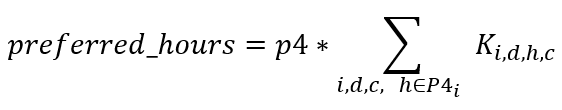 preferred_hours = p4 * ∑ K_{i,d,h,c}
i,d,c, h∈P4_i